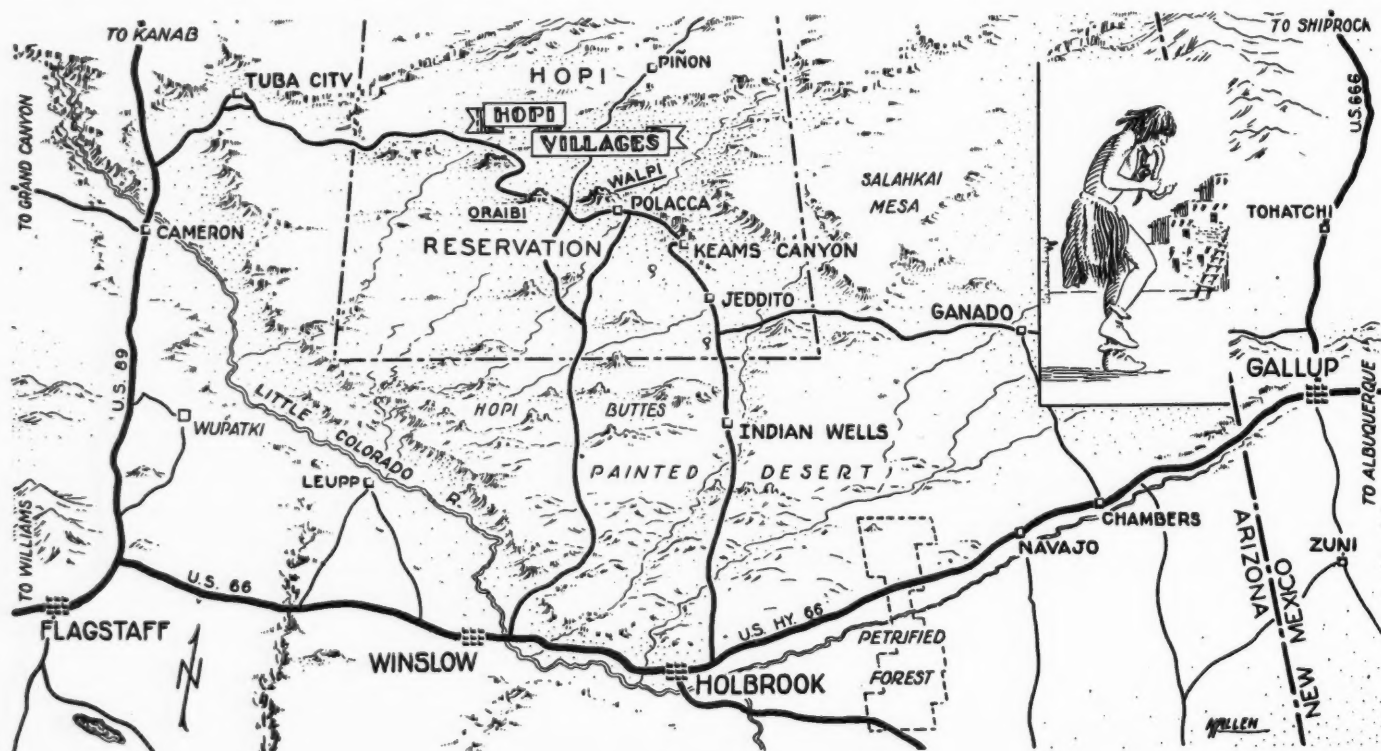 TO KANAB
TO SHIPROCK
U.S. 666
TUBA CITY
HOPI
PIÑON
HOPI
VILLAGES
TO GRAND CANYON
WALPI
SALAHKAI
MESA
ORAIBI
POLACCA
TOHATCHI
CAMERON
RESERVATION
KEAMS CANYON
JEDDITO
GANADO
GALLUP
U.S. 89
TO ALBUQUERQUE
LITTLE COLORADO R.
HOPI BUTTES
WUPATKI
INDIAN WELLS
PAINTED DESERT
LEUPP
TO WILLIAMS
CHAMBERS
NAVAJO
ARIZONA
NEW MEXICO
ZUNI
U.S. 66
FLAGSTAFF
N
WINSLOW
U.S. HY. 66
PETRIFIED
FOREST
HOLBROOK